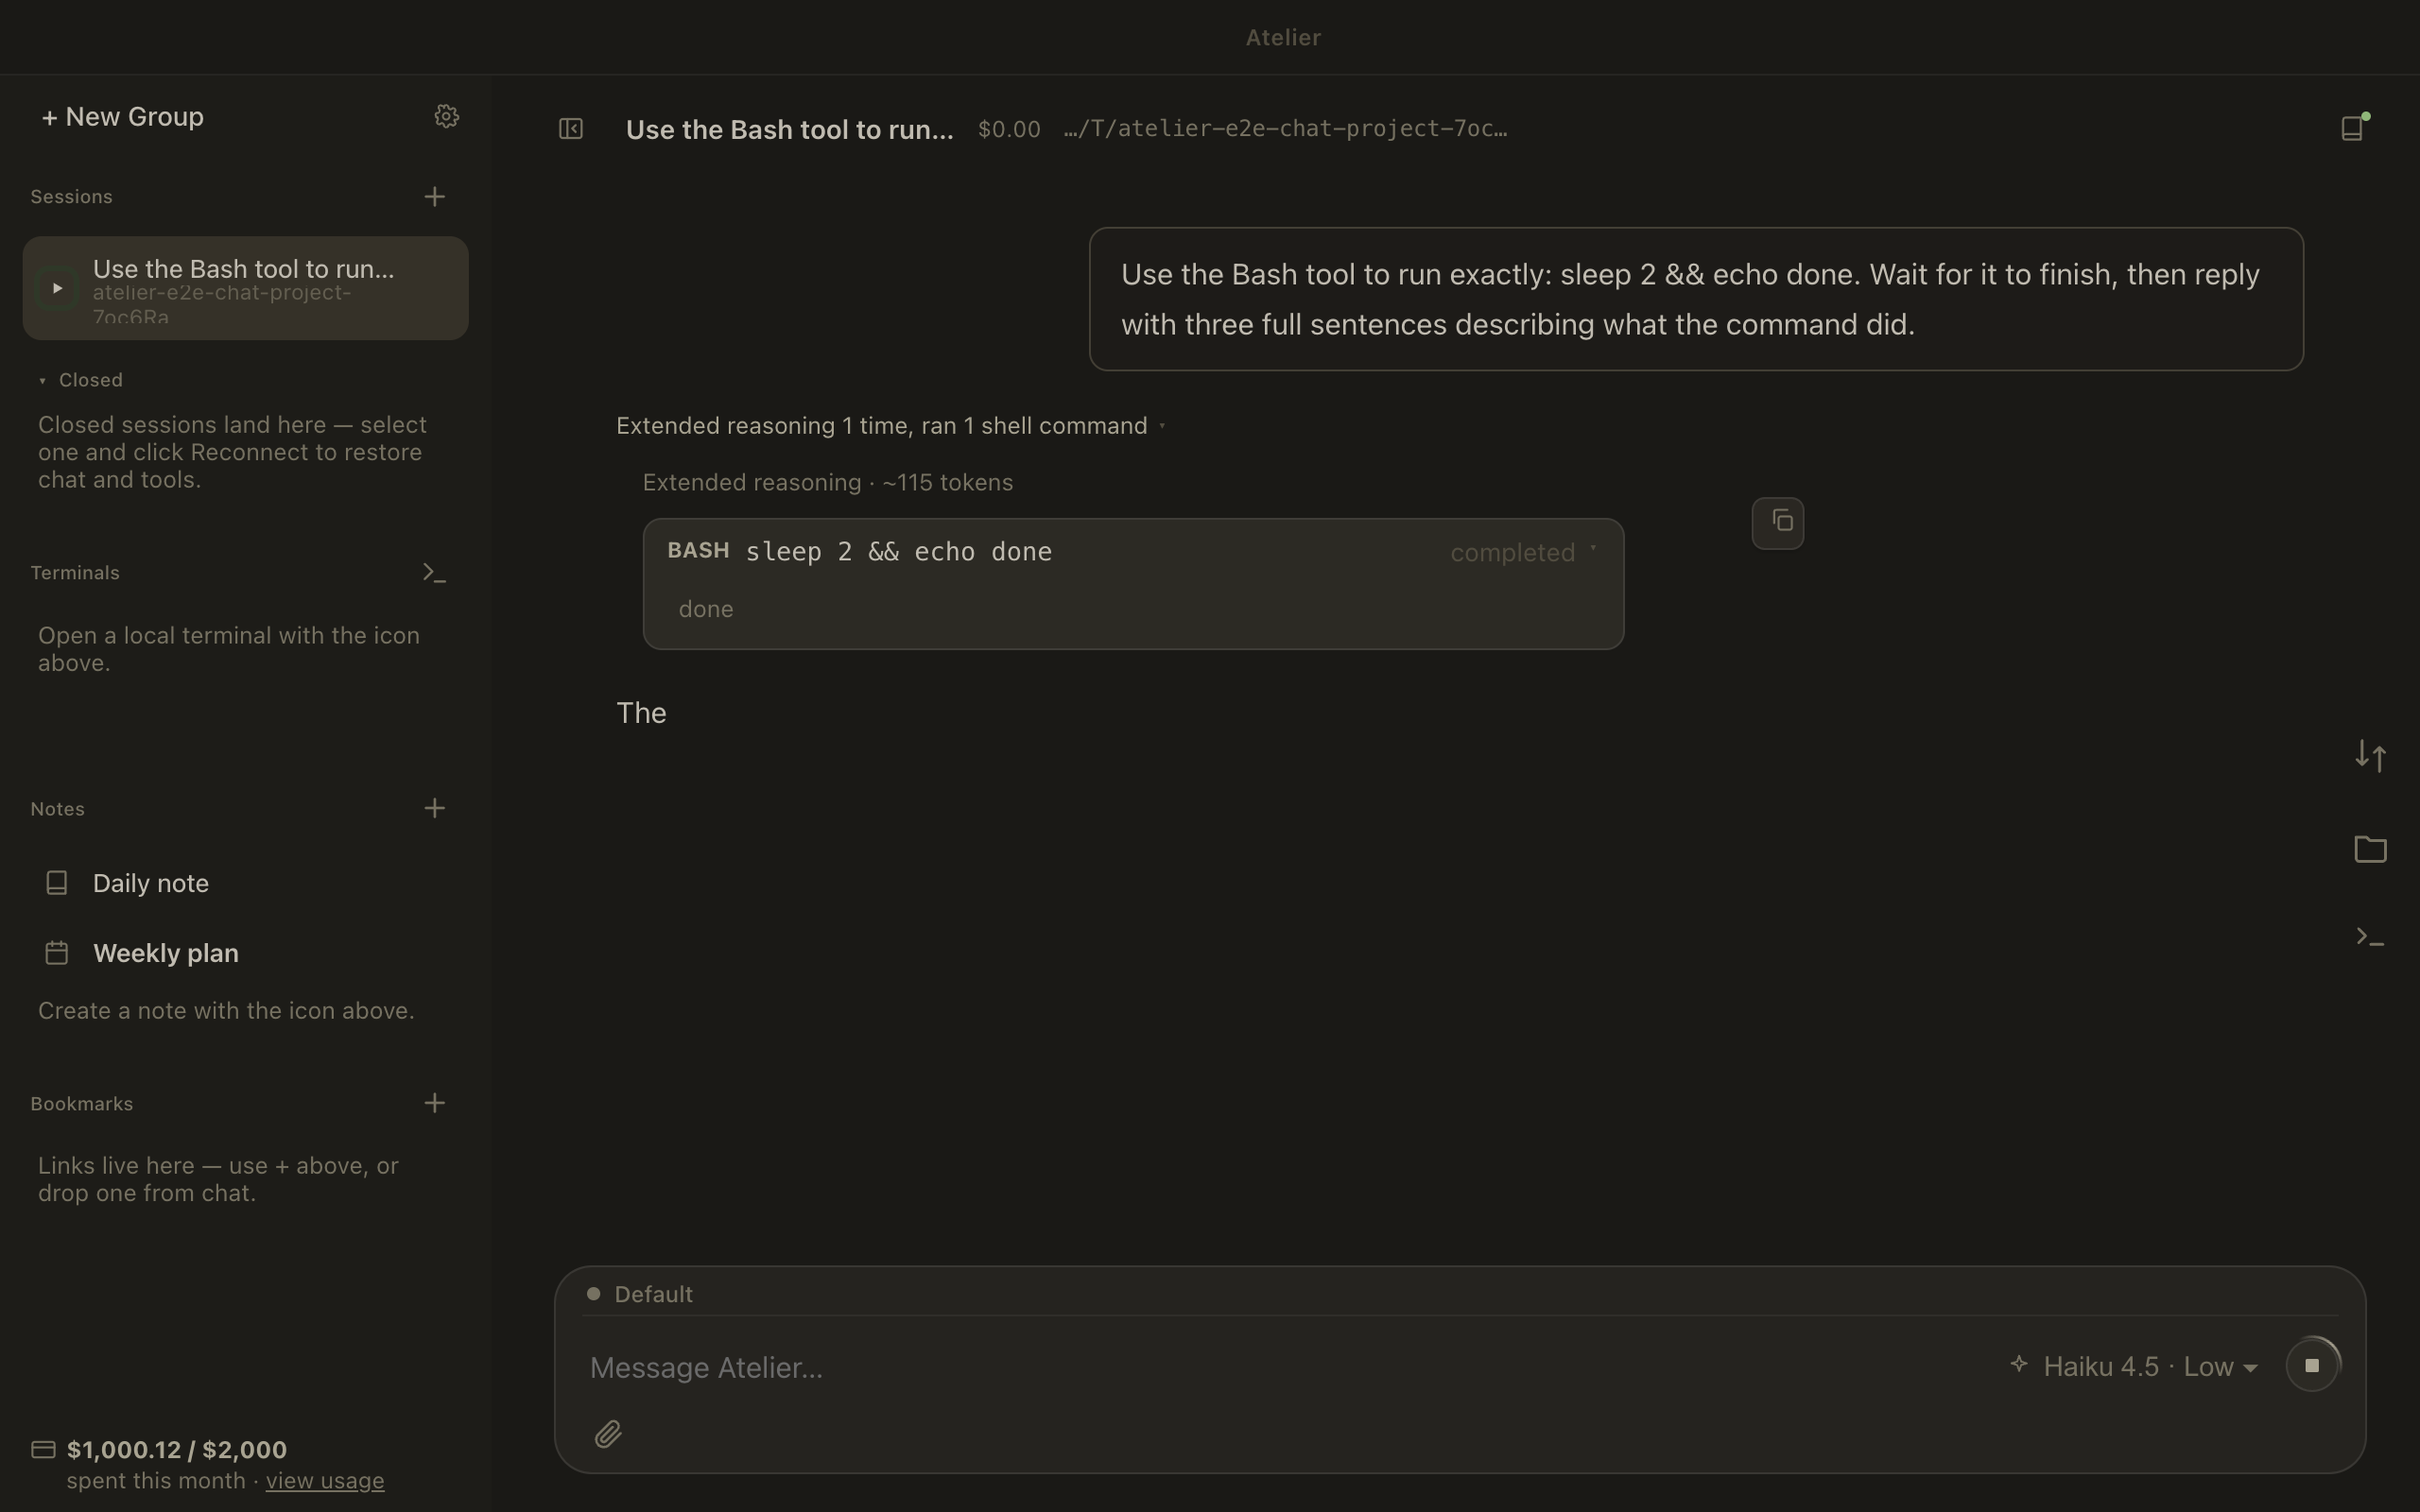 Atelier
+ New Group
Sessions
Use the Bash tool to run...
atelier-e2e-chat-project-
7oc6Ra
Closed
Closed sessions land here — select
one and click Reconnect to restore
chat and tools.
Terminals
Open a local terminal with the icon
above.
Notes
Daily note
Weekly plan
Create a note with the icon above.
Bookmarks
Links live here — use + above, or
drop one from chat.
$1,000.12 / $2,000
spent this month · view usage
Use the Bash tool to run... $0.00 …/T/atelier-e2e-chat-project-7oc…
Use the Bash tool to run exactly: sleep 2 && echo done. Wait for it to finish, then reply
with three full sentences describing what the command did.
Extended reasoning 1 time, ran 1 shell command
Extended reasoning · ~115 tokens
BASH sleep 2 && echo done completed
done
The
Default
Message Atelier...
Haiku 4.5 · Low